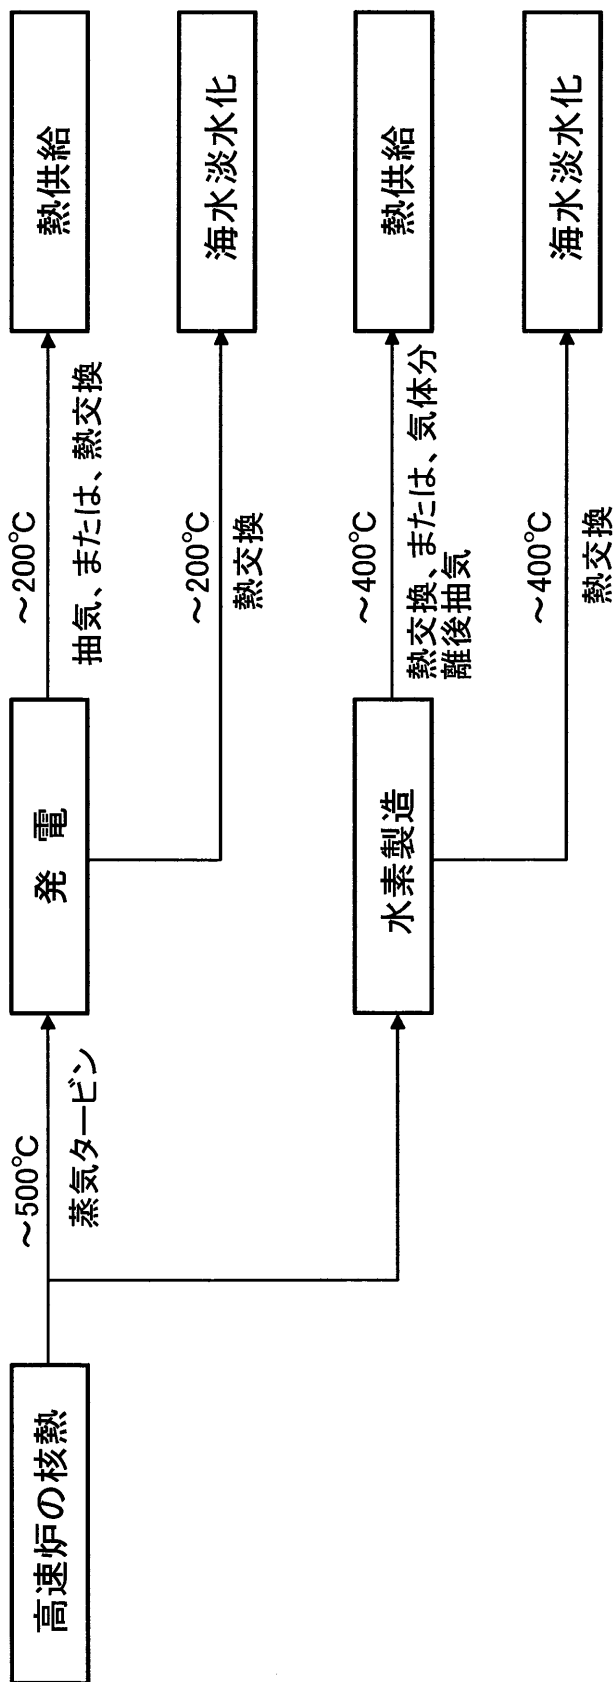 高速炉の核熱
～500℃
蒸気タービン
発　電
～200℃
抽気、または、熱交換
熱供給
～200℃
熱交換
海水淡水化
水素製造
～400℃
熱交換、または、気体分
離後抽気
熱供給
～400℃
熱交換
海水淡水化